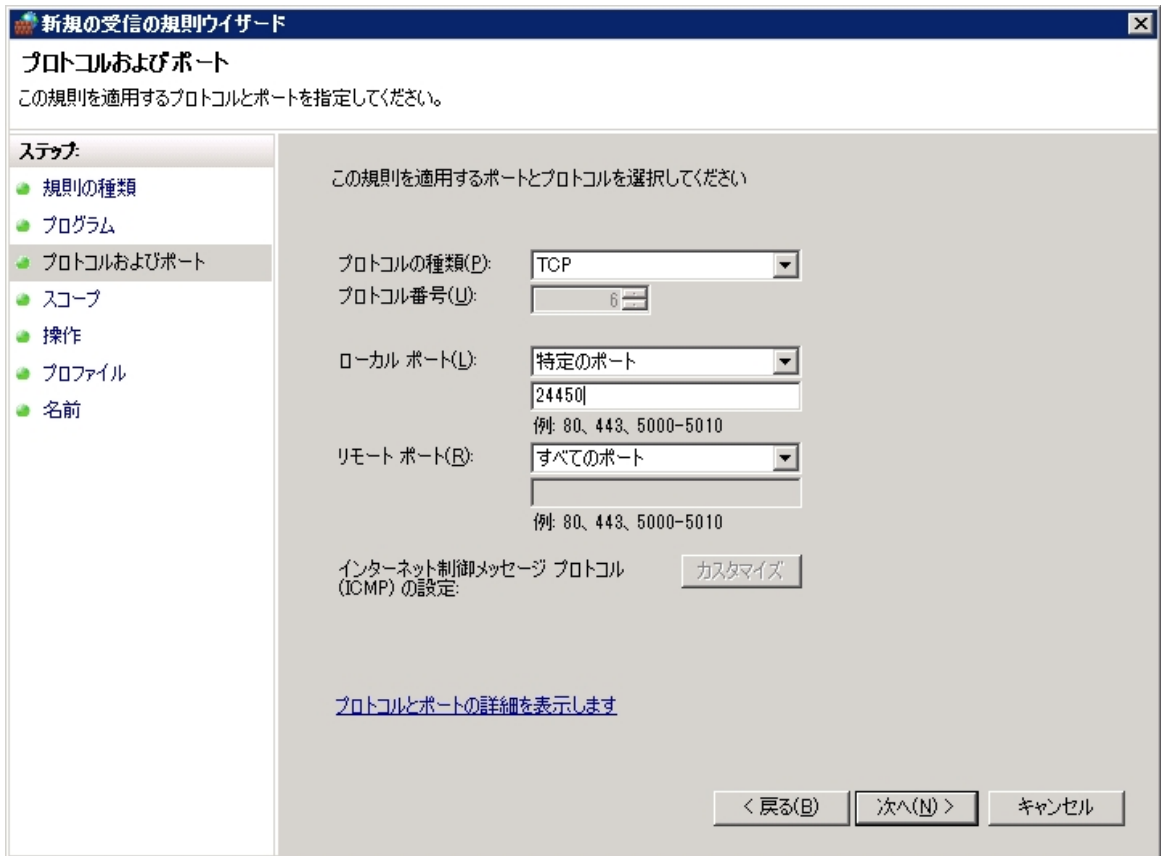 新規の受信の規則ウィザード
プロトコルおよびポート
この規則を適用するプロトコルとポートを指定してください。
ステップ:
規則の種類
プログラム
プロトコルおよびポート
スコープ
操作
プロファイル
名前
この規則を適用するポートとプロトコルを選択してください
プロトコルの種類(P): TCP
プロトコル番号(U): 6
ローカル ポート(L): 特定のポート
24450
例: 80、443、5000-5010
リモート ポート(R): すべてのポート
例: 80、443、5000-5010
インターネット制御メッセージ プロトコル カスタマイズ
(ICMP) の設定:
プロトコルとポートの詳細を表示します
< 戻る(B) 次へ(N) > キャンセル